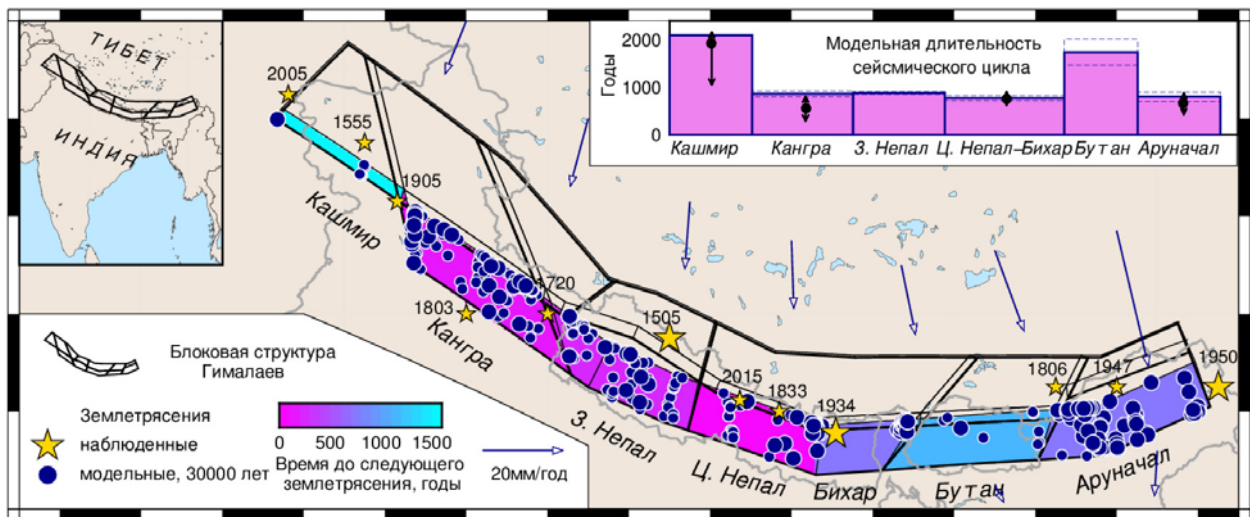 ТИБЕТ
ИНДИЯ
2005
1555
1905
Кашмир
1803
Кангра
1720
1505
З. Непал
2015
1833
1934
Ц. Непал
Бихар
Бутан
1806
1947
1950
Аруначал
Модельная длительность
сейсмического цикла
Годы
2000
1000
0
Кашмир
Кангра
З. Непал
Ц. Непал–Бихар
Бутан
Аруначал
Блоковая структура
Гималаев
Землетрясения
наблюденные
модельные, 30000 лет
0 500 1000 1500
Время до следующего
землетрясения, годы
20мм/год